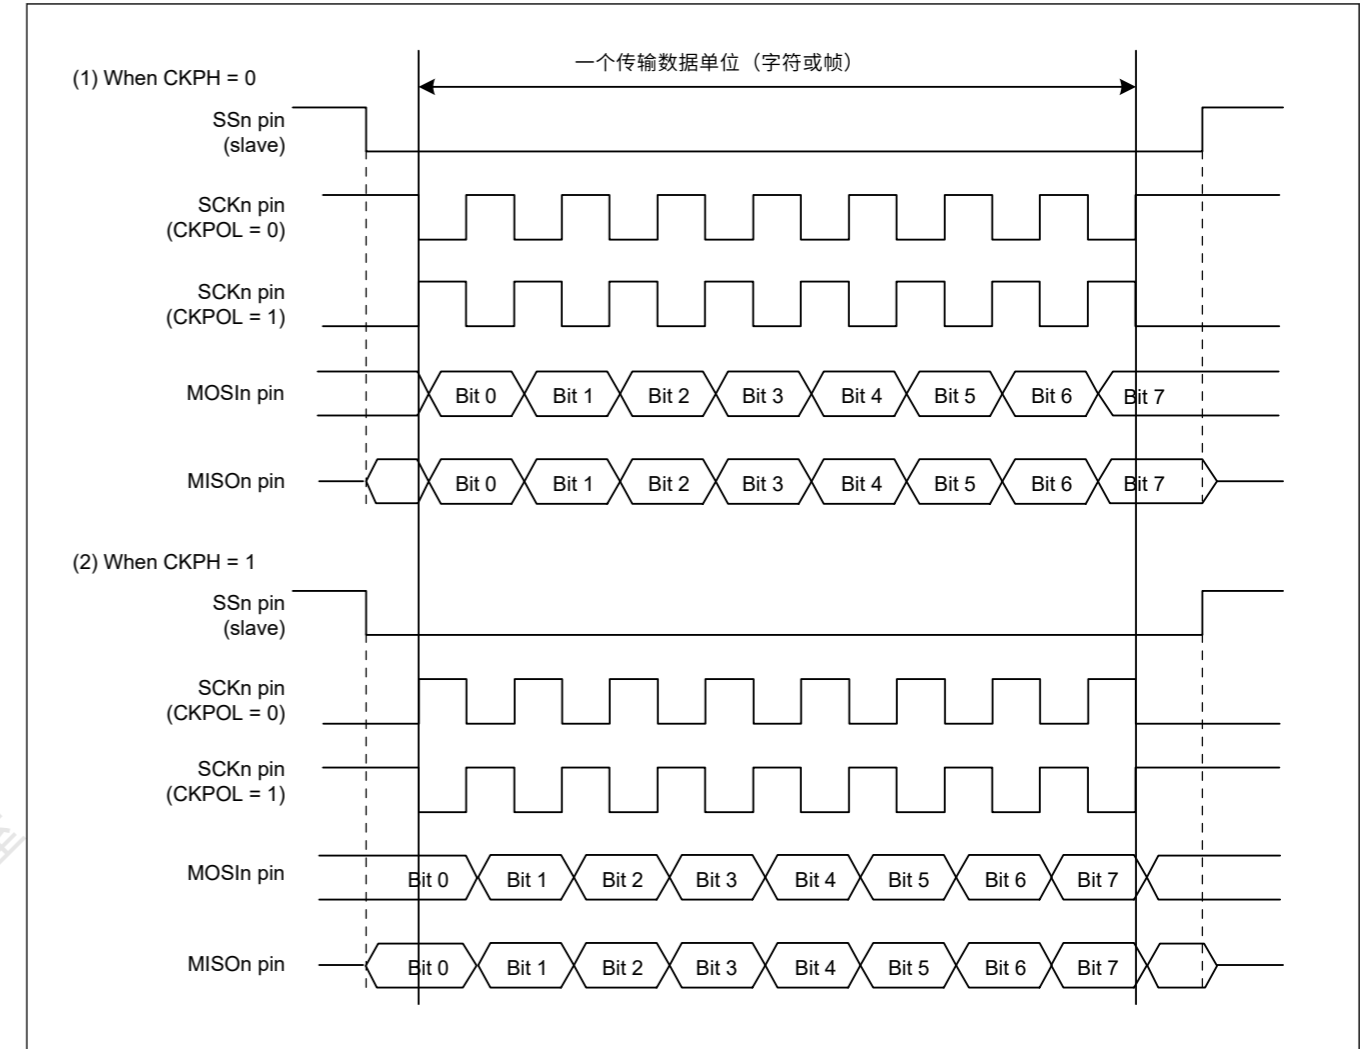 一个传输数据单位（字符或帧）
(1) When CKPH = 0
SSn pin
(slave)
SCKn pin
(CKPOL = 0)
SCKn pin
(CKPOL = 1)
MOSIn pin
Bit 0 Bit 1 Bit 2 Bit 3 Bit 4 Bit 5 Bit 6 Bit 7
MISOn pin
Bit 0 Bit 1 Bit 2 Bit 3 Bit 4 Bit 5 Bit 6 Bit 7
(2) When CKPH = 1
SSn pin
(slave)
SCKn pin
(CKPOL = 0)
SCKn pin
(CKPOL = 1)
MOSIn pin
Bit 0 Bit 1 Bit 2 Bit 3 Bit 4 Bit 5 Bit 6 Bit 7
MISOn pin
Bit 0 Bit 1 Bit 2 Bit 3 Bit 4 Bit 5 Bit 6 Bit 7